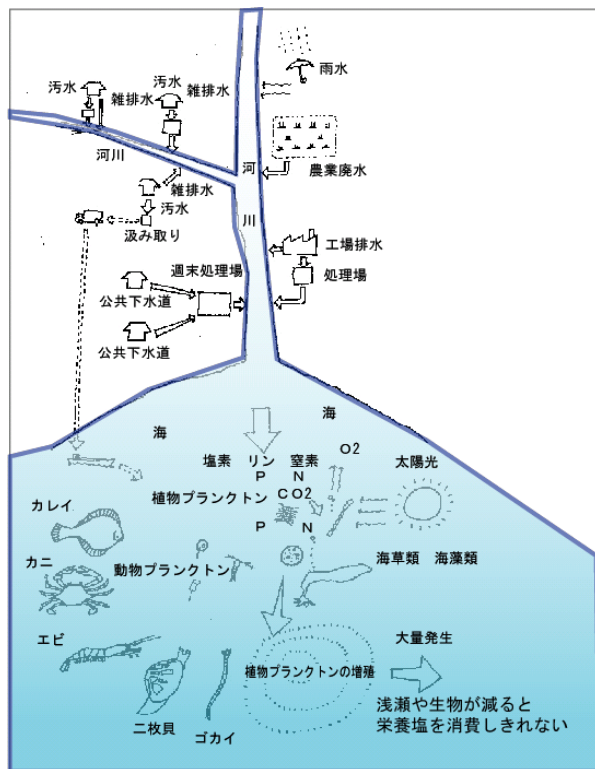 雨水
汚水
雑排水
汚水
雑排水
河川
河
川
農業廃水
雑排水
汚水
汲み取り
工場排水
処理場
週末処理場
公共下水道
公共下水道
海
海
塩素 リン 窒素
P N
O2
太陽光
植物プランクトン CO2
P N
カレイ
カニ
動物プランクトン
海草類 海藻類
エビ
大量発生
植物プランクトンの増殖
二枚貝
ゴカイ
浅瀬や生物が減ると
栄養塩を消費しきれない